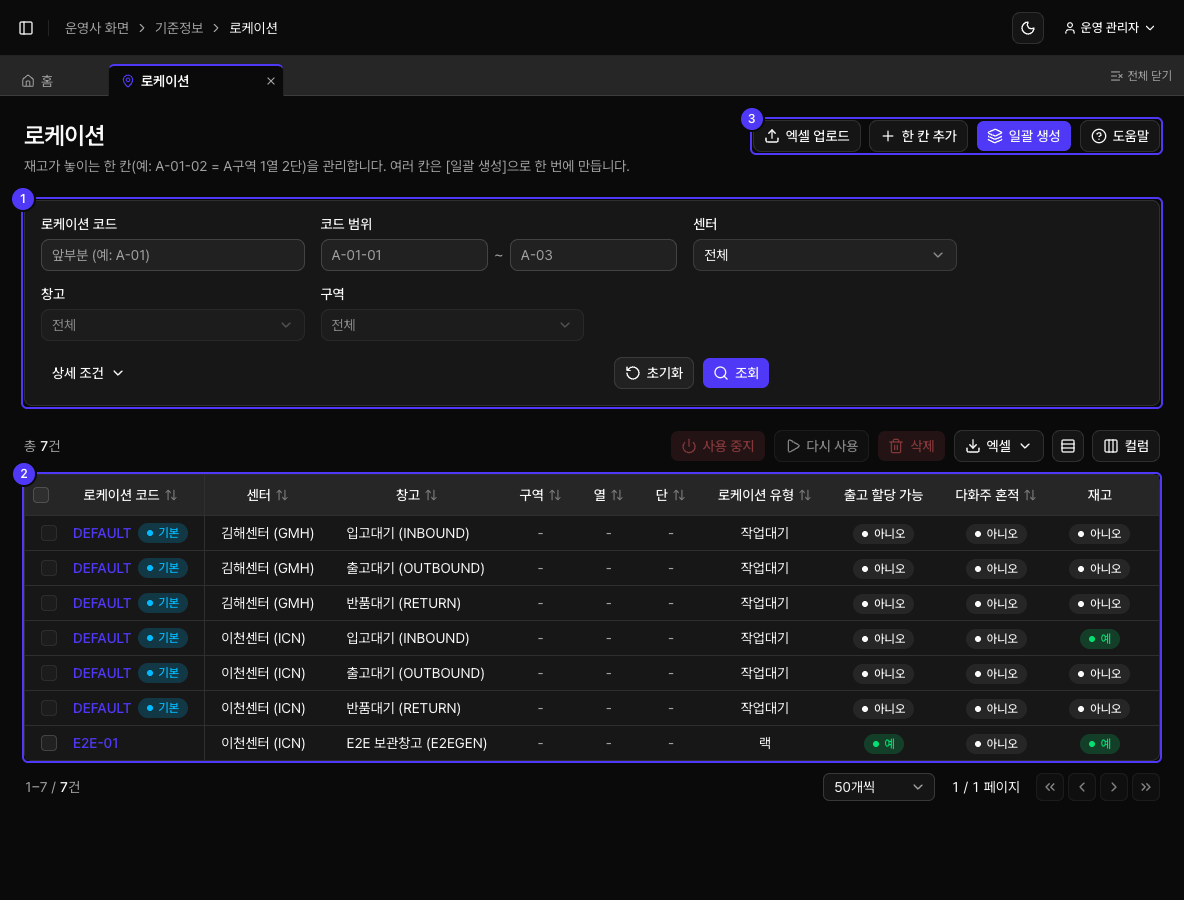 운영사 화면 > 기준정보 > 로케이션
운영 관리자
홈
로케이션 ×
전체 닫기
로케이션
재고가 놓이는 한 칸(예: A-01-02 = A구역 1열 2단)을 관리합니다. 여러 칸은 [일괄 생성]으로 한 번에 만듭니다.
3
엑셀 업로드
한 칸 추가
일괄 생성
도움말
1
로케이션 코드
앞부분 (예: A-01)
코드 범위
A-01-01 ~ A-03
센터
전체
창고
전체
구역
전체
상세 조건
초기화
조회
총 7건
사용 중지
다시 사용
삭제
엑셀
컬럼
2
로케이션 코드 센터 창고 구역 열 단 로케이션 유형 출고 할당 가능 다화주 혼적 재고
DEFAULT 기본 김해센터 (GMH) 입고대기 (INBOUND) - - - 작업대기 아니오 아니오 아니오
DEFAULT 기본 김해센터 (GMH) 출고대기 (OUTBOUND) - - - 작업대기 아니오 아니오 아니오
DEFAULT 기본 김해센터 (GMH) 반품대기 (RETURN) - - - 작업대기 아니오 아니오 아니오
DEFAULT 기본 이천센터 (ICN) 입고대기 (INBOUND) - - - 작업대기 아니오 아니오 예
DEFAULT 기본 이천센터 (ICN) 출고대기 (OUTBOUND) - - - 작업대기 아니오 아니오 아니오
DEFAULT 기본 이천센터 (ICN) 반품대기 (RETURN) - - - 작업대기 아니오 아니오 아니오
E2E-01 이천센터 (ICN) E2E 보관창고 (E2EGEN) - - - 랙 예 아니오 예
1–7 / 7건
50개씩
1 / 1 페이지